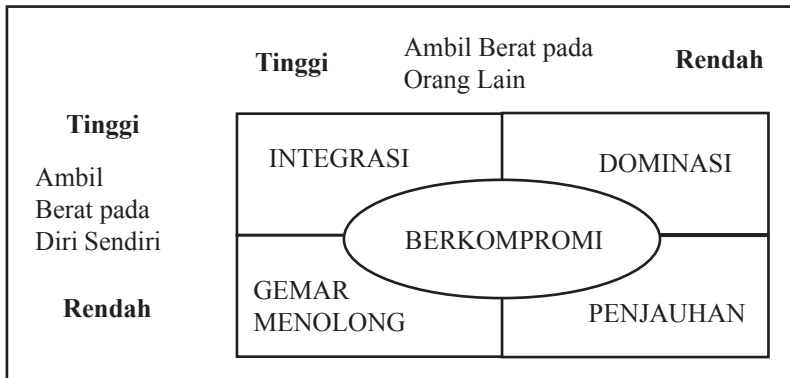 Tinggi
Ambil Berat pada
Orang Lain
Rendah
Tinggi
Ambil
Berat pada
Diri Sendiri
Rendah
INTEGRASI
DOMINASI
BERKOMPROMI
GEMAR
MENOLONG
PENJAUHAN